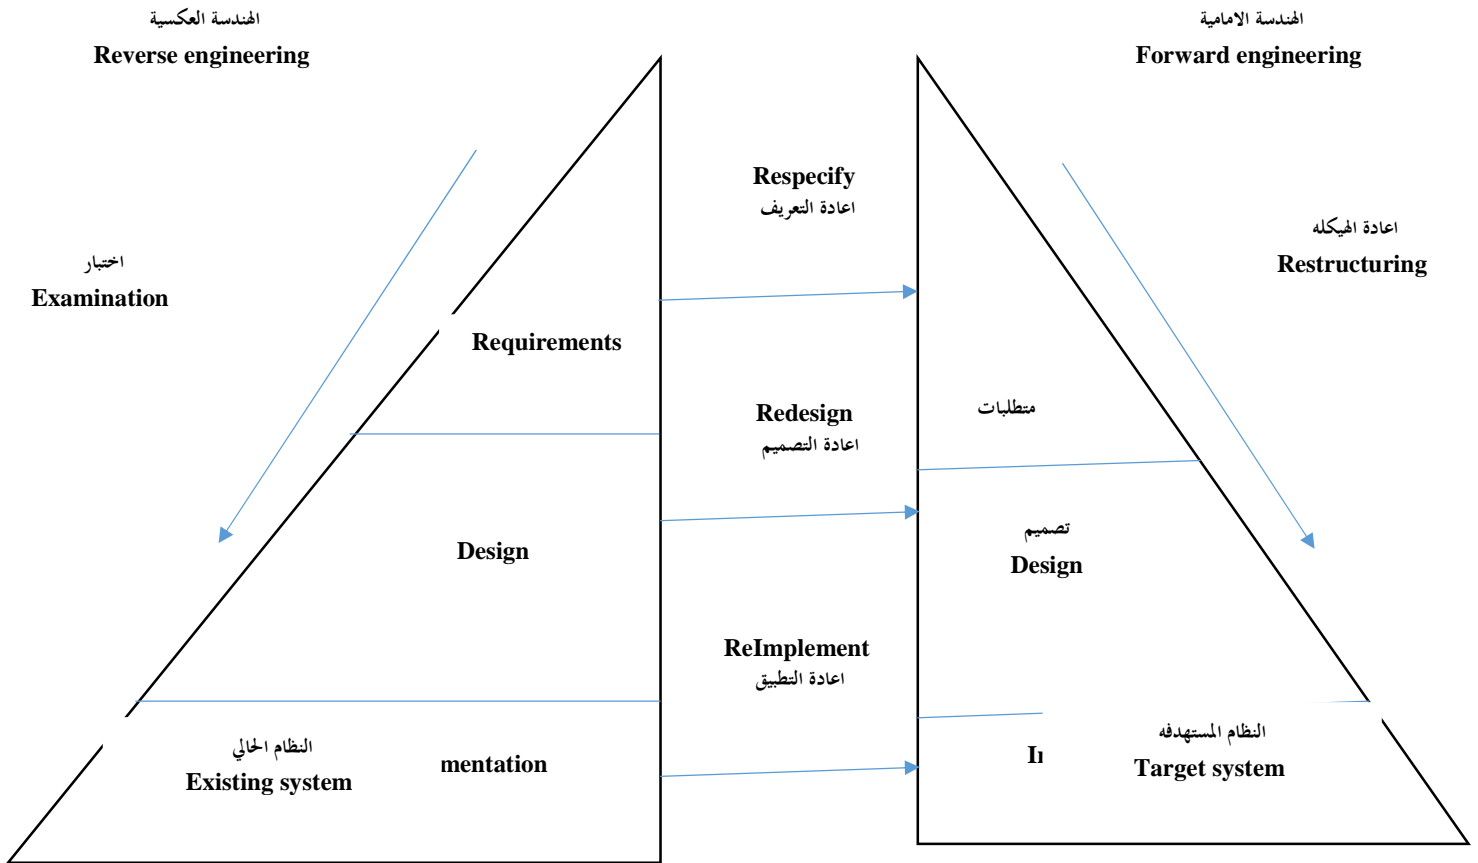 الهندسة العكسية
Reverse engineering
الهندسة الامامية
Forward engineering
Respecify
اعادة التعريف
اعادة الهيكله
Restructuring
اختبار
Examination
Requirements
Redesign
اعادة التصميم
متطلبات
Design
تصميم
Design
ReImplement
اعادة التطبيق
النظام الحالي
Existing system
mentation
النظام المستهدفه
Target system